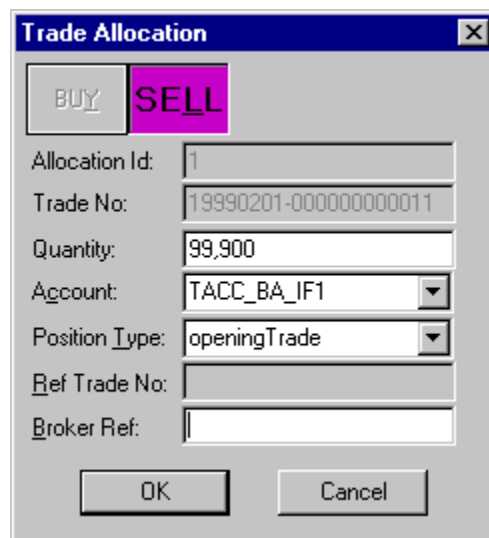 Trade Allocation
BUY SELL
Allocation Id: 1
Trade No: 19990201-000000000011
Quantity: 99,900
Account: TACC_BA_IF1
Position Type: openingTrade
Ref Trade No:
Broker Ref:
OK Cancel